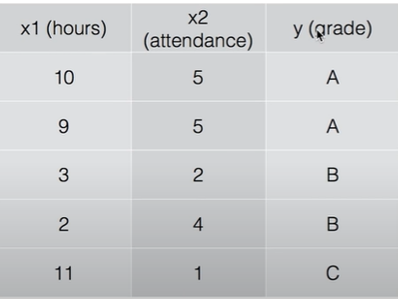 x1 (hours) x2 (attendance) y (grade)
10 5 A
9 5 A
3 2 B
2 4 B
11 1 C